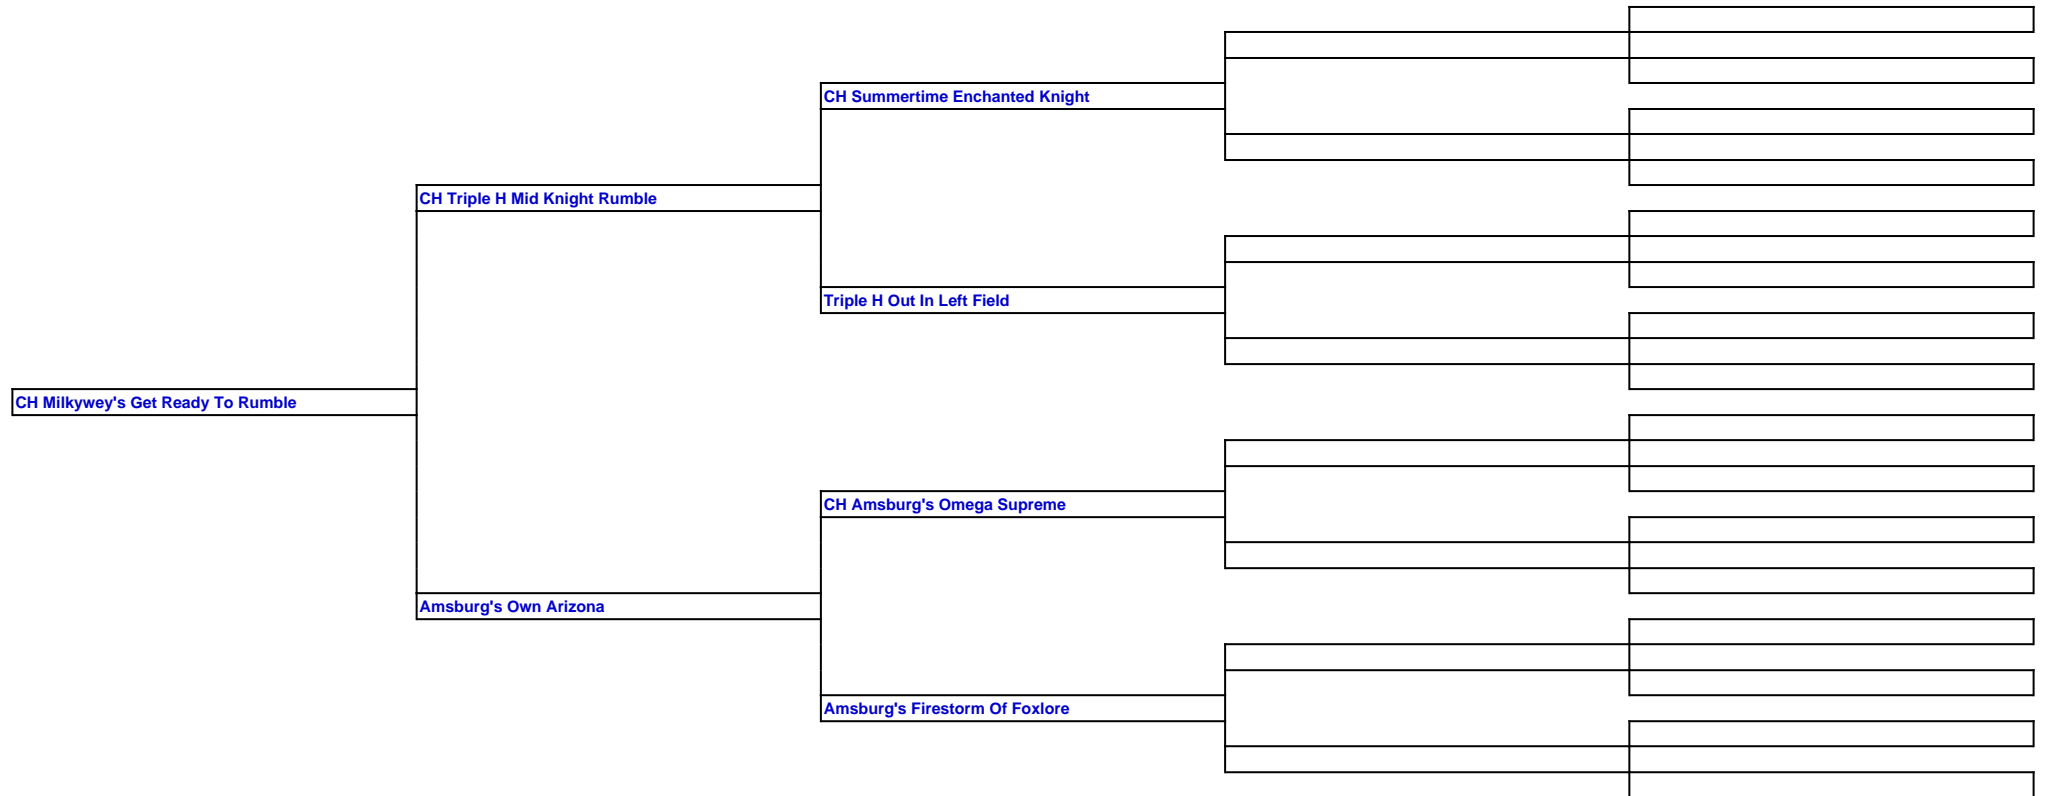 CH Summertime Enchanted Knight
CH Triple H Mid Knight Rumble
Triple H Out In Left Field
CH Milkywey's Get Ready To Rumble
CH Amsburg's Omega Supreme
Amsburg's Own Arizona
Amsburg's Firestorm Of Foxlore